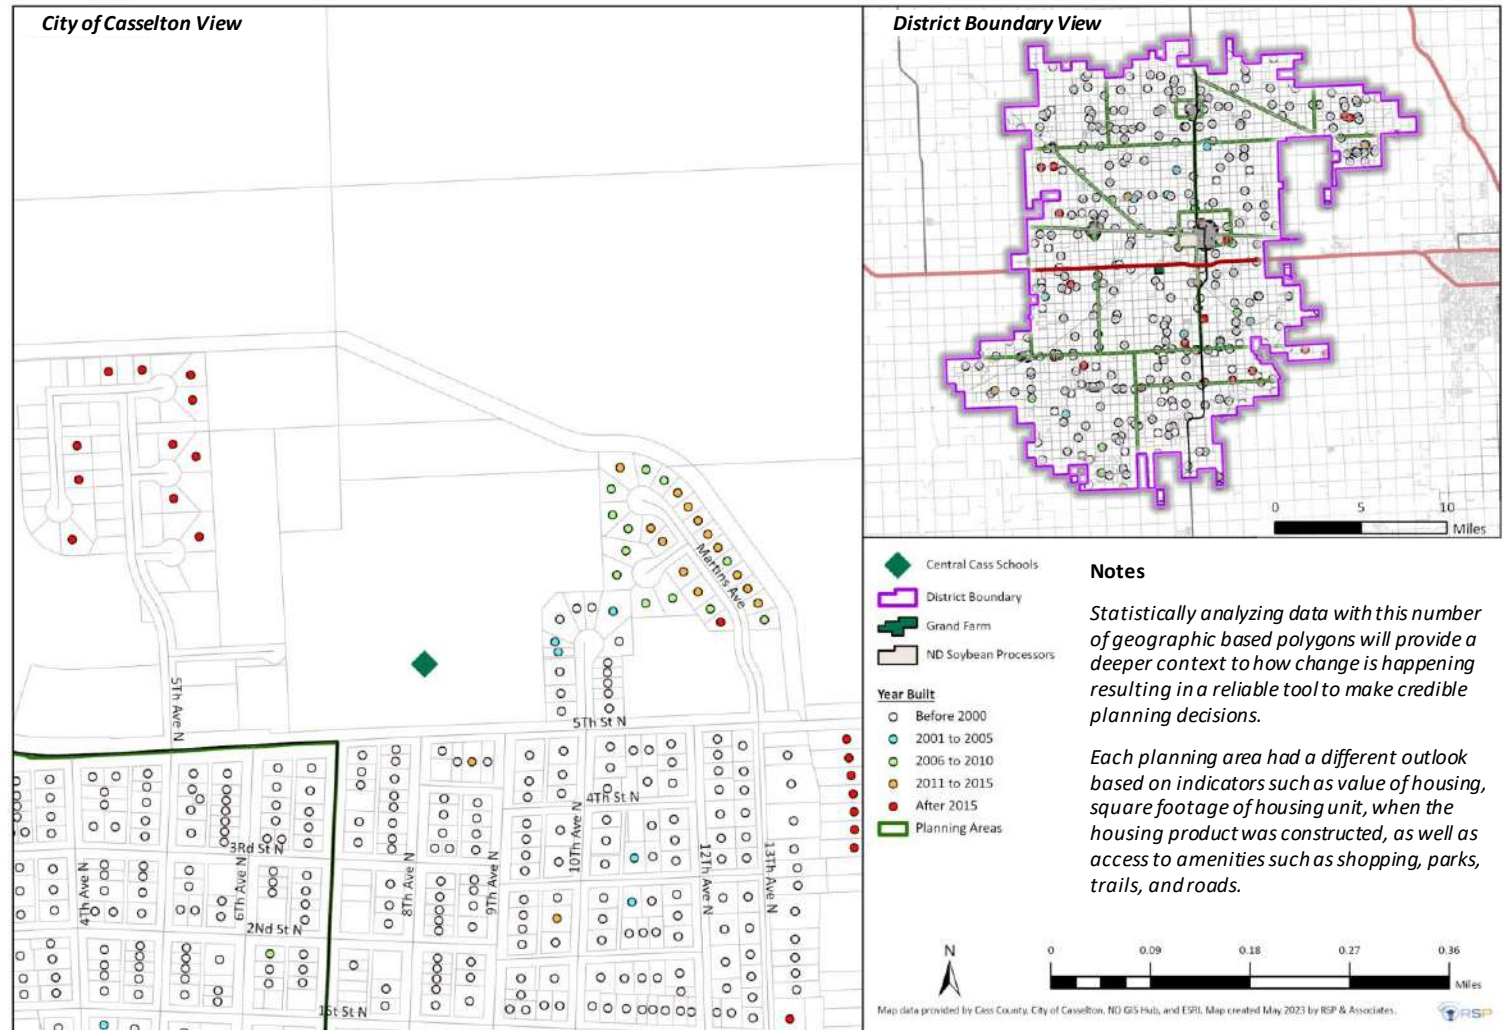 City of Casselton View
District Boundary View
0 5 10
Miles
Martins Ave
5Th Ave N
5Th St N
4Th St N
3Rd St N
2Nd St N
1St St N
4Th Ave N
6Th Ave N
8Th Ave N
9Th Ave N
10Th Ave N
12Th Ave N
13Th Ave N
Central Cass Schools
District Boundary
Grand Farm
ND Soybean Processors
Year Built
Before 2000
2001 to 2005
2006 to 2010
2011 to 2015
After 2015
Planning Areas
Notes
Statistically analyzing data with this number
of geographic based polygons will provide a
deeper context to how change is happening
resulting in a reliable tool to make credible
planning decisions.
Each planning area had a different outlook
based on indicators such as value of housing,
square footage of housing unit, when the
housing product was constructed, as well as
access to amenities such as shopping, parks,
trails, and roads.
N
0 0.09 0.18 0.27 0.36
Miles
Map data provided by Cass County, City of Casselton, ND GIS Hub, and ESRI. Map created May 2023 by RSP & Associates.
RSP